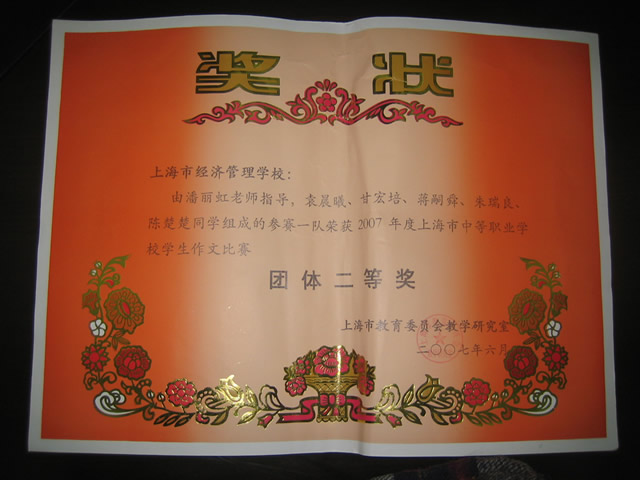 奖状
上海市经济管理学校：
由潘丽虹老师指导，袁晨曦、甘宏培、蒋嗣舜、朱瑞良、
陈楚楚同学组成的参赛一队荣获2007年度上海市中等职业学
校学生作文比赛
团体二等奖
上海市教育委员会教学研究室
二〇〇七年六月